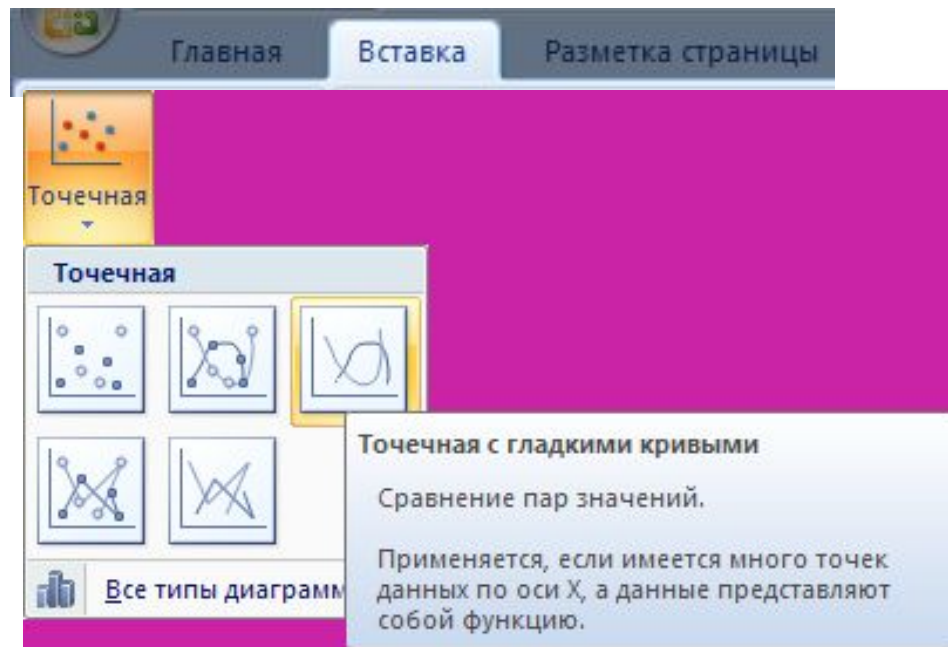 Главная Вставка Разметка страницы
Точечная
Точечная
Точечная с гладкими кривыми
Сравнение пар значений.
Применяется, если имеется много точек
данных по оси X, а данные представляют
собой функцию.
Все типы диаграмм